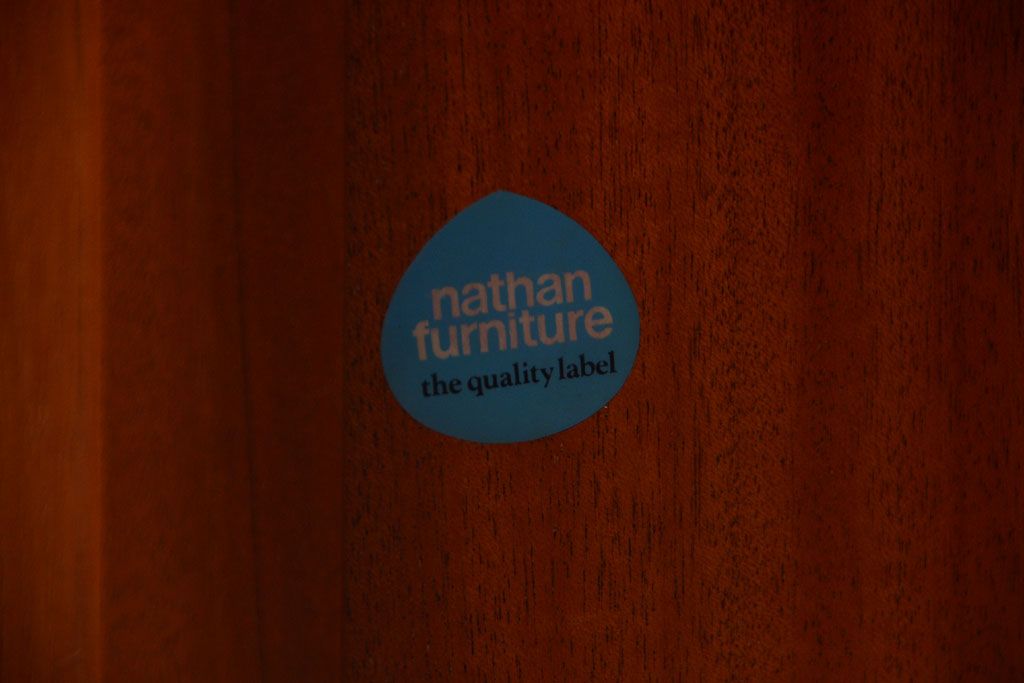 nathan
furniture
the quality label